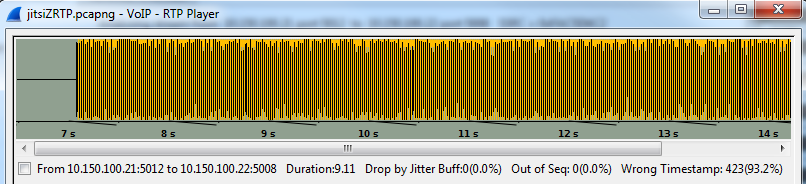 jitsiZRTP.pcapng - VoIP - RTP Player
7 s 8 s 9 s 10 s 11 s 12 s 13 s 14 s
From 10.150.100.21:5012 to 10.150.100.22:5008 Duration:9.11 Drop by Jitter Buff:0(0.0%) Out of Seq: 0(0.0%) Wrong Timestamp: 423(93.2%)